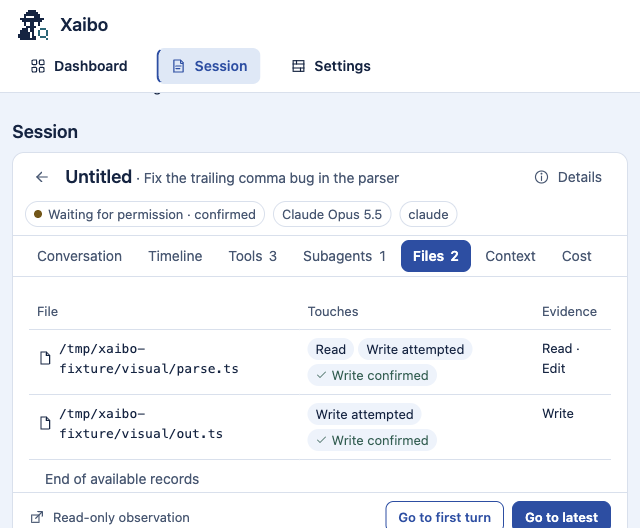 Xaibo
Dashboard Session Settings
Session
Untitled · Fix the trailing comma bug in the parser Details
Waiting for permission · confirmed Claude Opus 5.5 claude
Conversation Timeline Tools 3 Subagents 1 Files 2 Context Cost
File Touches Evidence
/tmp/xaibo- Read Write attempted Read ·
fixture/visual/parse.ts Write confirmed Edit
/tmp/xaibo- Write attempted Write
fixture/visual/out.ts Write confirmed
End of available records
Read-only observation Go to first turn Go to latest